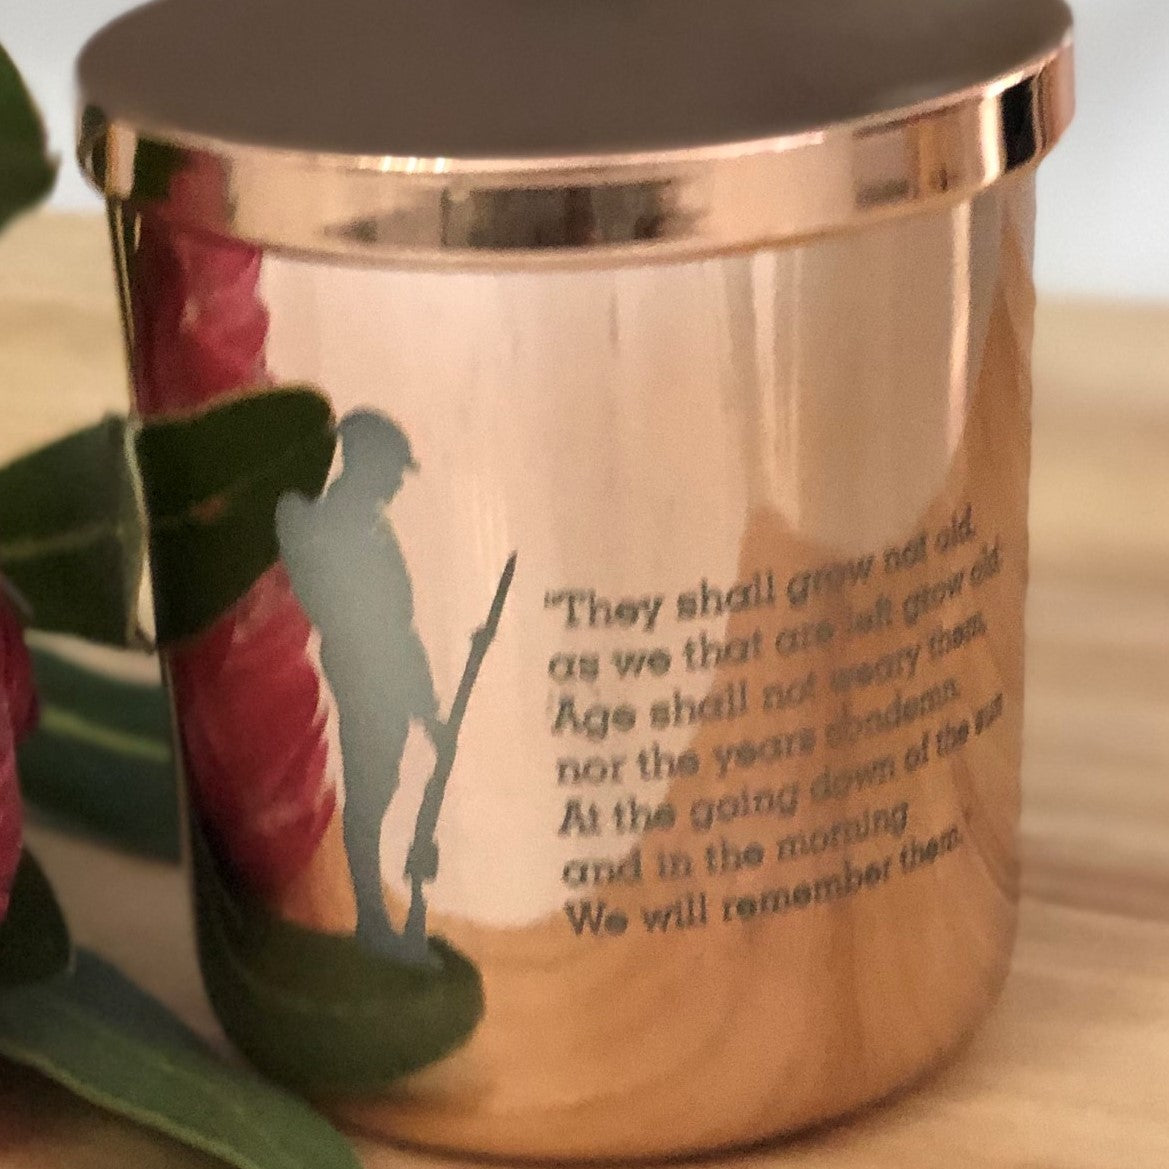 "They shall grow not old,
as we that are left grow old
Age shall not weary them,
nor the years condemn.
At the going down of the sun
and in the morning
We will remember them."